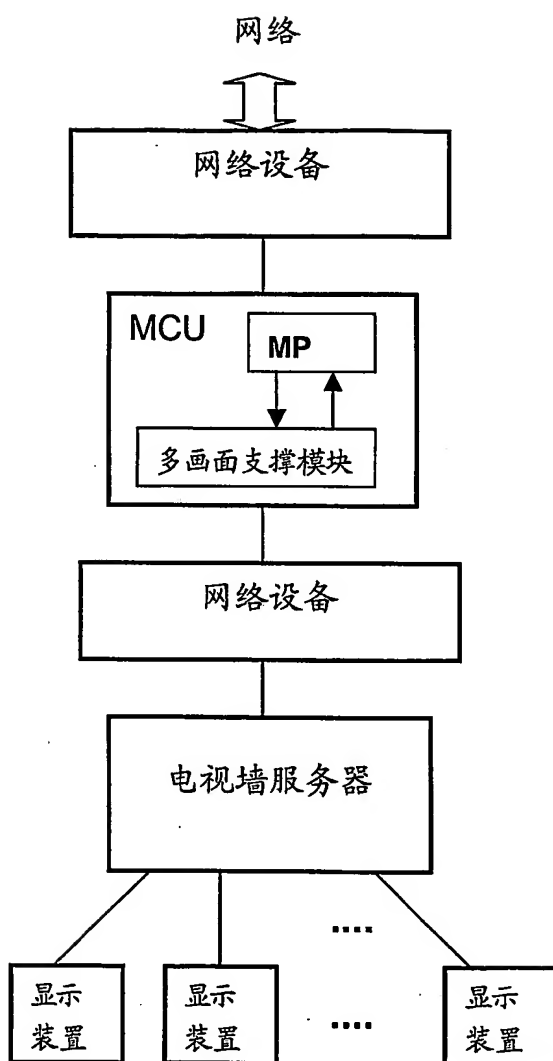 网络
网络设备
MCU
MP
多画面支撑模块
网络设备
电视墙服务器
....
显示
装置
显示
装置
....
显示
装置